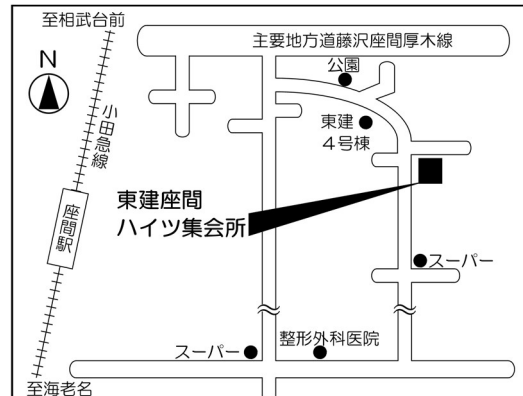 至相武台前
主要地方道藤沢座間厚木線
N
公園
小田急線
東建
4号棟
東建座間
ハイツ集会所
座間駅
スーパー
整形外科医院
スーパー
至海老名